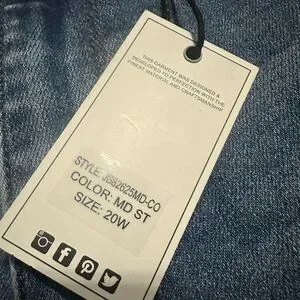 THIS GARMENT WAS DESIGNED &
DEVELOPED TO PERFECTION WITH THE
FINEST MATERIAL AND CRAFTSMANSHIP
STYLE: JB82625MD-CO
COLOR: MD ST
SIZE: 20W